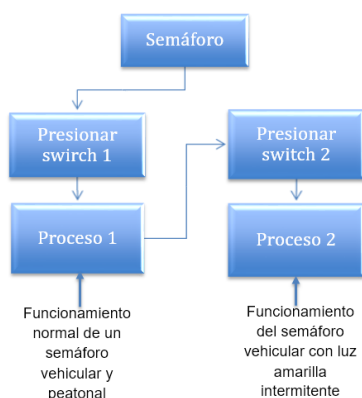 Semáforo
Presionar
swirch 1
Presionar
switch 2
Proceso 1
Proceso 2
Funcionamiento
normal de un
semáforo
vehicular y
peatonal
Funcionamiento
del semáforo
vehicular con luz
amarilla
intermitente